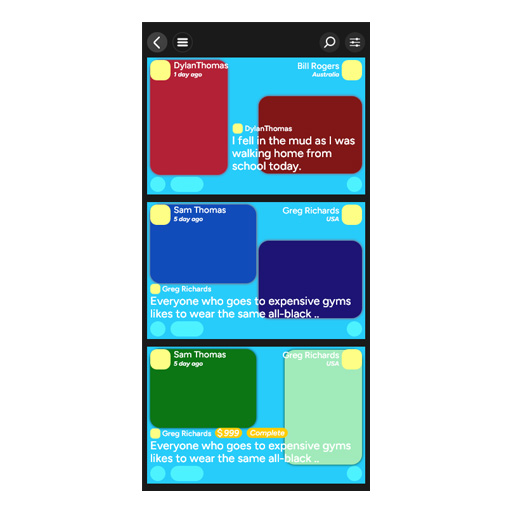 DylanThomas
1 day ago
Bill Rogers
Australia
DylanThomas
I fell in the mud as I was
walking home from
school today.
Sam Thomas
5 day ago
Greg Richards
USA
Greg Richards
Everyone who goes to expensive gyms
likes to wear the same all-black ..
Sam Thomas
5 day ago
Greg Richards
USA
Greg Richards $ 999 Complete
Everyone who goes to expensive gyms
likes to wear the same all-black ..